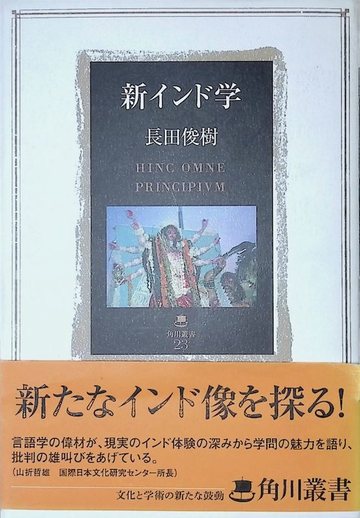 新インド学
長田俊樹
HINC OMNE
PRINCIPIVM
角川叢書
23
新たなインド像を探る!
言語学の偉材が、現実のインド体験の深みから学問の魅力を語り、
批判の雄叫びをあげている。
(山折哲雄　国際日本文化研究センター所長)
文化と学術の新たな鼓動
角川叢書